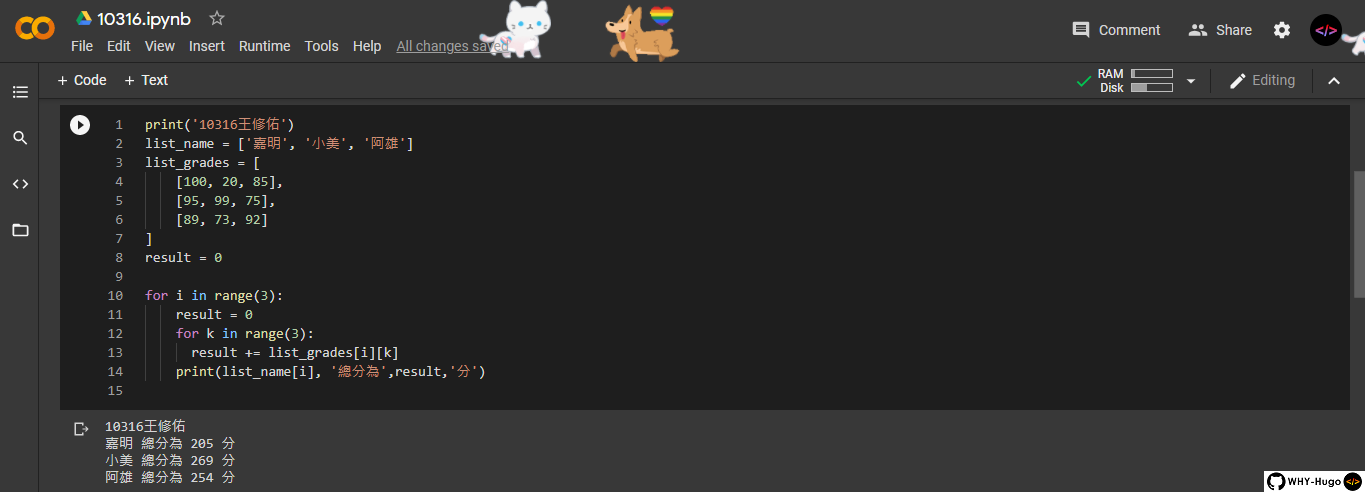 10316.ipynb
File Edit View Insert Runtime Tools Help All changes saved
Comment Share
+ Code + Text
RAM
Disk
Editing
1 print('10316王修佑')
2 list_name = ['嘉明', '小美', '阿雄']
3 list_grades = [
4 [100, 20, 85],
5 [95, 99, 75],
6 [89, 73, 92]
7 ]
8 result = 0
9
10 for i in range(3):
11 result = 0
12 for k in range(3):
13 result += list_grades[i][k]
14 print(list_name[i], '總分為',result,'分')
15
10316王修佑
嘉明 總分為 205 分
小美 總分為 269 分
阿雄 總分為 254 分
WHY-Hugo </>